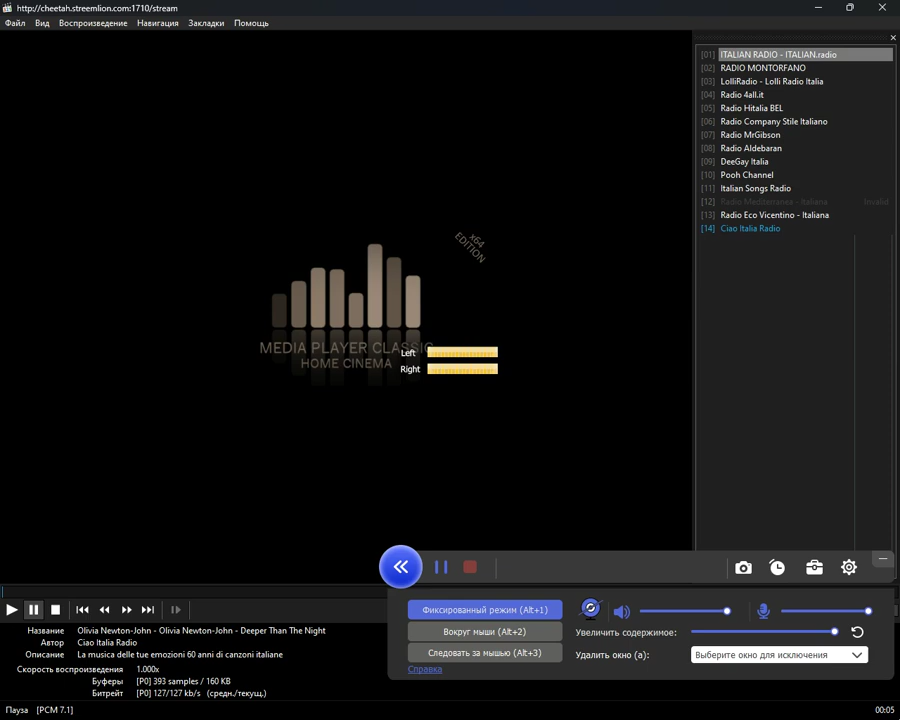 http://cheetah.streemlion.com:1710/stream
Файл Вид Воспроизведение Навигация Закладки Помощь
[01] ITALIAN RADIO - ITALIAN.radio
[02] RADIO MONTORFANO
[03] LolliRadio - Lolli Radio Italia
[04] Radio 4all.it
[05] Radio Hitalia BEL
[06] Radio Company Stile Italiano
[07] Radio MrGibson
[08] Radio Aldebaran
[09] DeeGay Italia
[10] Pooh Channel
[11] Italian Songs Radio
[12] Radio Mediterranea - Italiana Invalid
[13] Radio Eco Vicentino - Italiana
[14] Ciao Italia Radio
x64
EDITION
MEDIA PLAYER CLASSIC
HOME CINEMA
Left
Right
Фиксированный режим (Alt+1)
Вокруг мыши (Alt+2)
Следовать за мышью (Alt+3)
Справка
Увеличить содержимое:
Удалить окно (а): Выберите окно для исключения
Название Olivia Newton-John - Olivia Newton-John - Deeper Than The Night
Автор Ciao Italia Radio
Описание La musica delle tue emozioni 60 anni di canzoni italiane
Скорость воспроизведения 1.000x
Буферы [P0] 393 samples / 160 KB
Битрейт [P0] 127/127 kb/s (средн./текущ.)
Пауза [PCM 7.1] 00:05